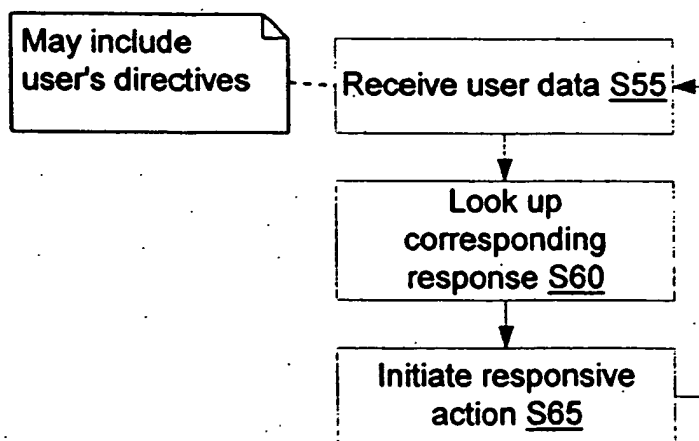 May include
user's directives
Receive user data S55
Look up
corresponding
response S60
Initiate responsive
action S65